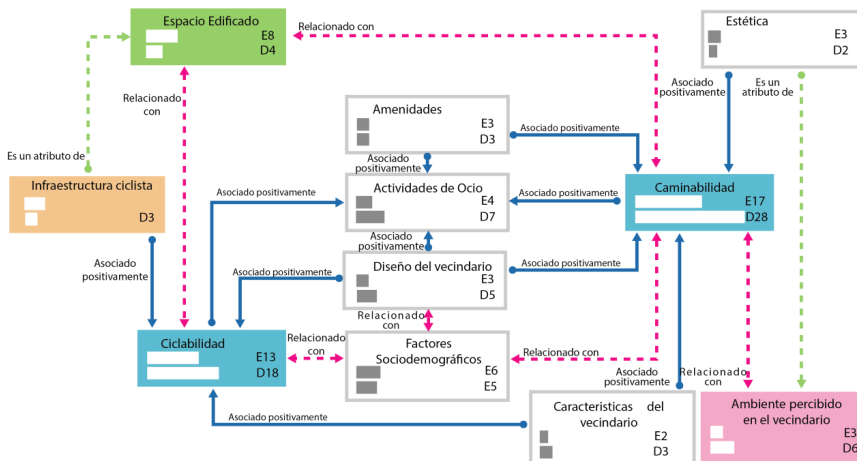 Espacio Edificado
E8
D4
Relacionado con
Estética
E3
D2
Relacionado
con
Asociado
positivamente
Es un
atributo de
Amenidades
E3
D3
Asociado
positivamente
Asociado
positivamente
Es un atributo de
Infraestructura ciclista
D3
Asociado positivamente
Actividades de Ocio
E4
D7
Asociado positivamente
Caminabilidad
E17
D28
Asociado
positivamente
Asociado
positivamente
Asociado positivamente
Diseño del vecindario
E3
D5
Asociado positivamente
Relacionado
con
Ciclabilidad
E13
D18
Relacionado
con
Factores
Sociodemográficos
E6
E5
Relacionado con
Asociado
positivamente
Relacionado
con
Asociado positivamente
Caracteristicas del
vecindario
E2
D3
Ambiente percibido
en el vecindario
E3
D6